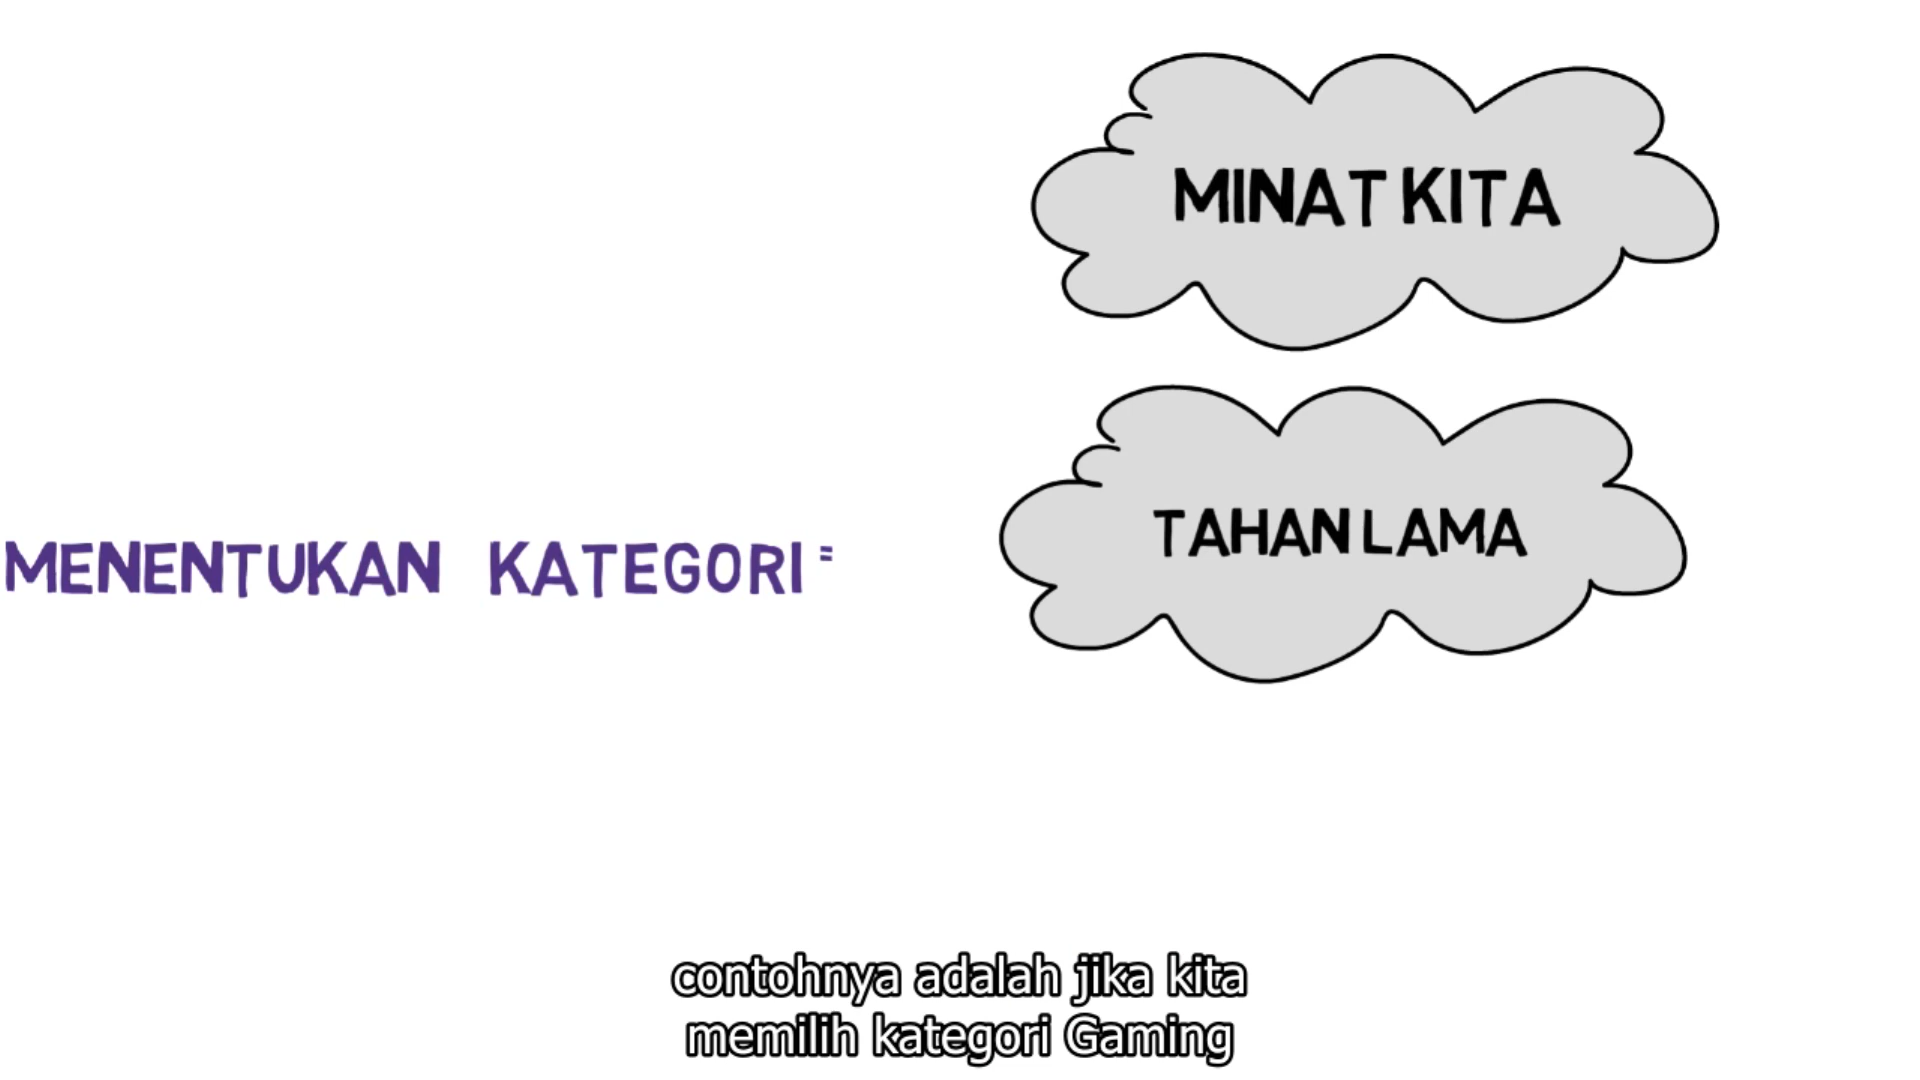 MINAT KITA
TAHAN LAMA
MENENTUKAN KATEGORI =
contohnya adalah jika kita
memilih kategori Gaming